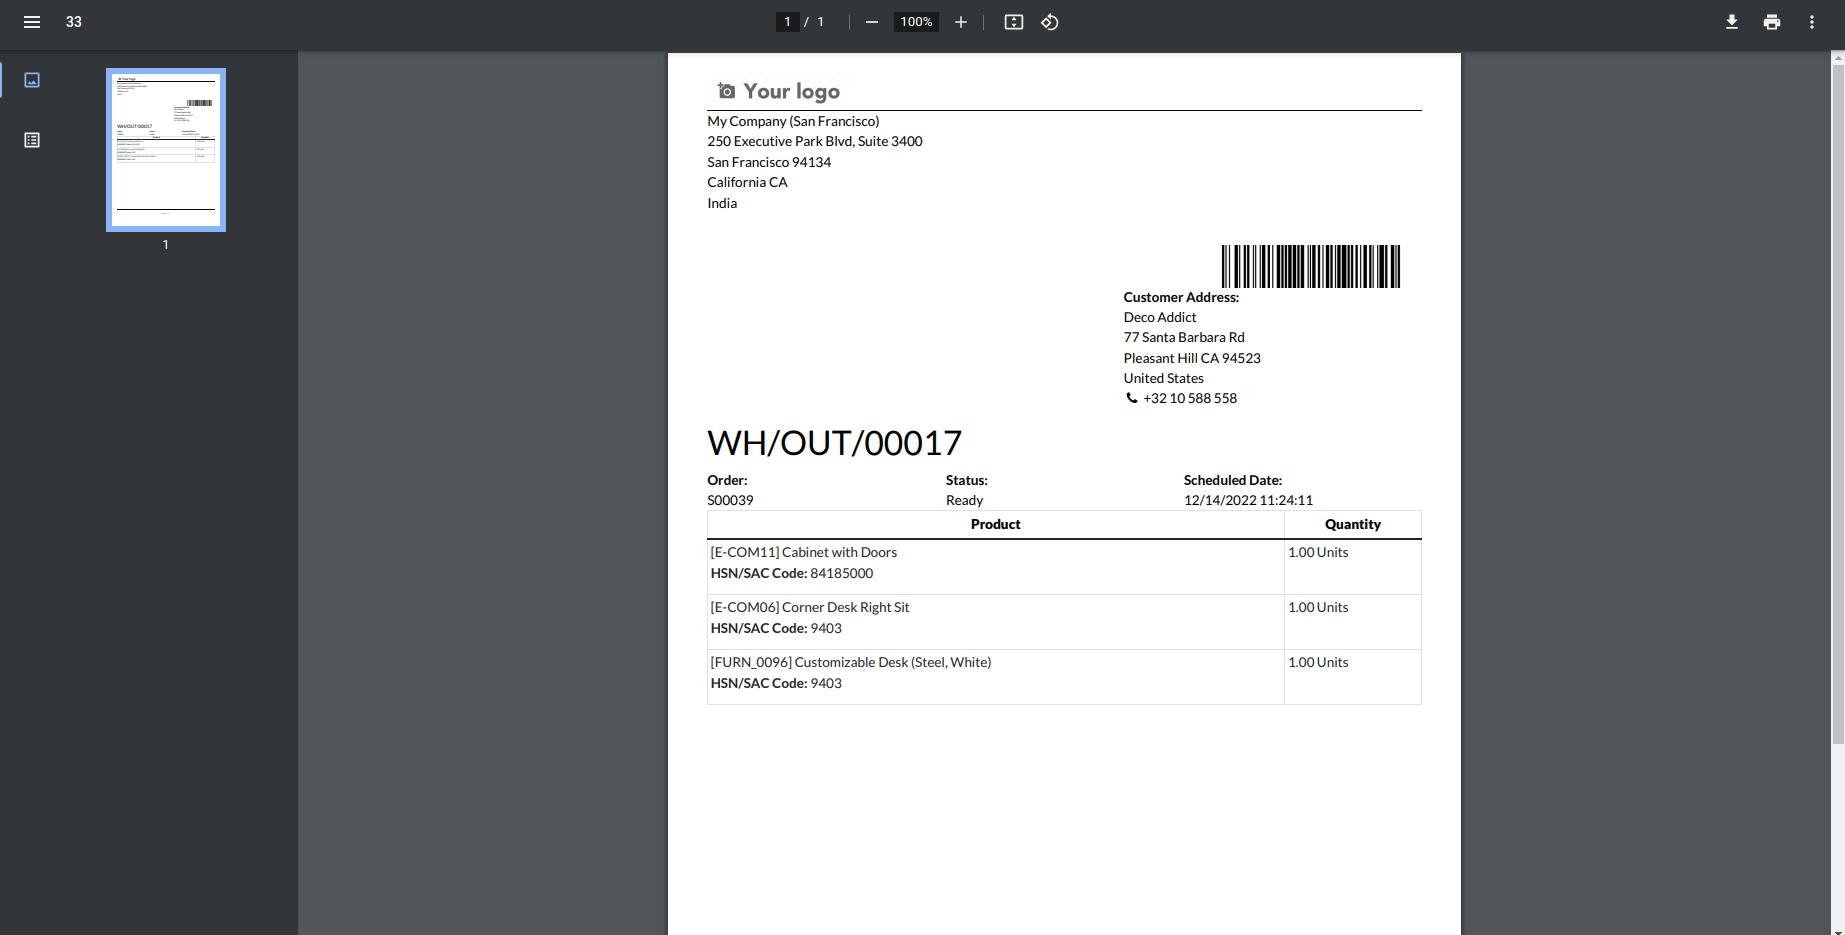 33
1 / 1
100%
1
Your logo
My Company (San Francisco)
250 Executive Park Blvd, Suite 3400
San Francisco 94134
California CA
India
Customer Address:
Deco Addict
77 Santa Barbara Rd
Pleasant Hill CA 94523
United States
+32 10 588 558
WH/OUT/00017
Order: Status: Scheduled Date:
S00039 Ready 12/14/2022 11:24:11
Product Quantity
[E-COM11] Cabinet with Doors 1.00 Units
HSN/SAC Code: 84185000
[E-COM06] Corner Desk Right Sit 1.00 Units
HSN/SAC Code: 9403
[FURN_0096] Customizable Desk (Steel, White) 1.00 Units
HSN/SAC Code: 9403